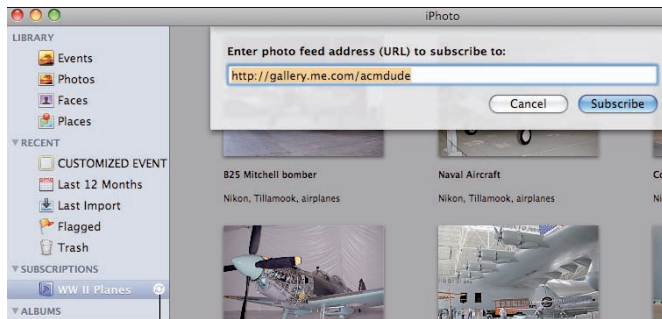 iPhoto
LIBRARY
Events
Photos
Faces
Places
▼ RECENT
CUSTOMIZED EVENT
Last 12 Months
Last Import
Flagged
Trash
▼ SUBSCRIPTIONS
WW II Planes
▼ ALBUMS
Enter photo feed address (URL) to subscribe to:
http://gallery.me.com/acmdude
Cancel Subscribe
B25 Mitchell bomber
Nikon, Tillamook, airplanes
Naval Aircraft
Nikon, Tillamook, airplanes